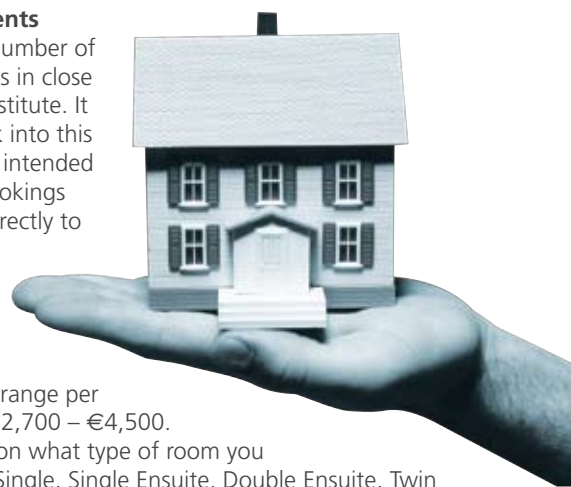 ents
umber of
s in close
stitute. It
k into this
intended
okings
rectly to
range per
2,700 – €4,500.
on what type of room you
Single, Single Ensuite, Double Ensuite, Twin